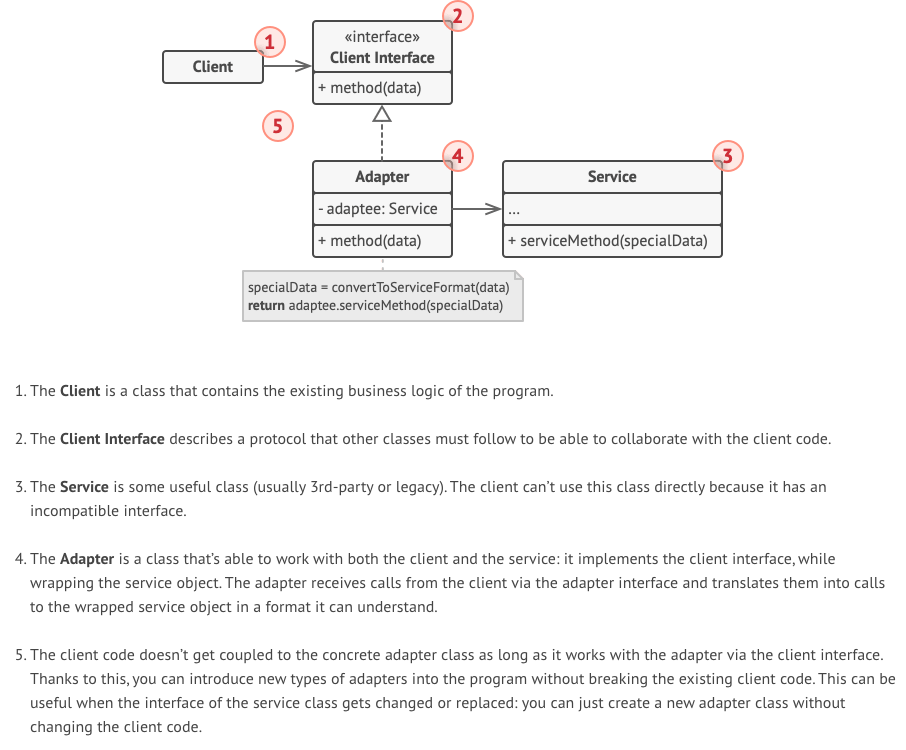 2
1
«interface»
Client Interface
Client
+ method(data)
5
4
3
Adapter
Service
- adaptee: Service
...
+ method(data)
+ serviceMethod(specialData)
specialData = convertToServiceFormat(data)
return adaptee.serviceMethod(specialData)
1. The Client is a class that contains the existing business logic of the program.
2. The Client Interface describes a protocol that other classes must follow to be able to collaborate with the client code.
3. The Service is some useful class (usually 3rd-party or legacy). The client can’t use this class directly because it has an
incompatible interface.
4. The Adapter is a class that’s able to work with both the client and the service: it implements the client interface, while
wrapping the service object. The adapter receives calls from the client via the adapter interface and translates them into calls
to the wrapped service object in a format it can understand.
5. The client code doesn’t get coupled to the concrete adapter class as long as it works with the adapter via the client interface.
Thanks to this, you can introduce new types of adapters into the program without breaking the existing client code. This can be
useful when the interface of the service class gets changed or replaced: you can just create a new adapter class without
changing the client code.